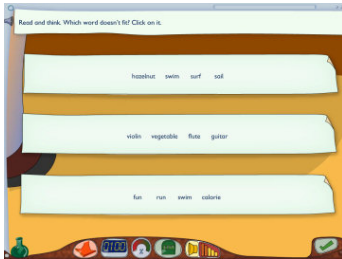 Read and think. Which word doesn't fit? Click on it.
hazelnut swim surf sail
violin vegetable flute guitar
fun run swim calorie